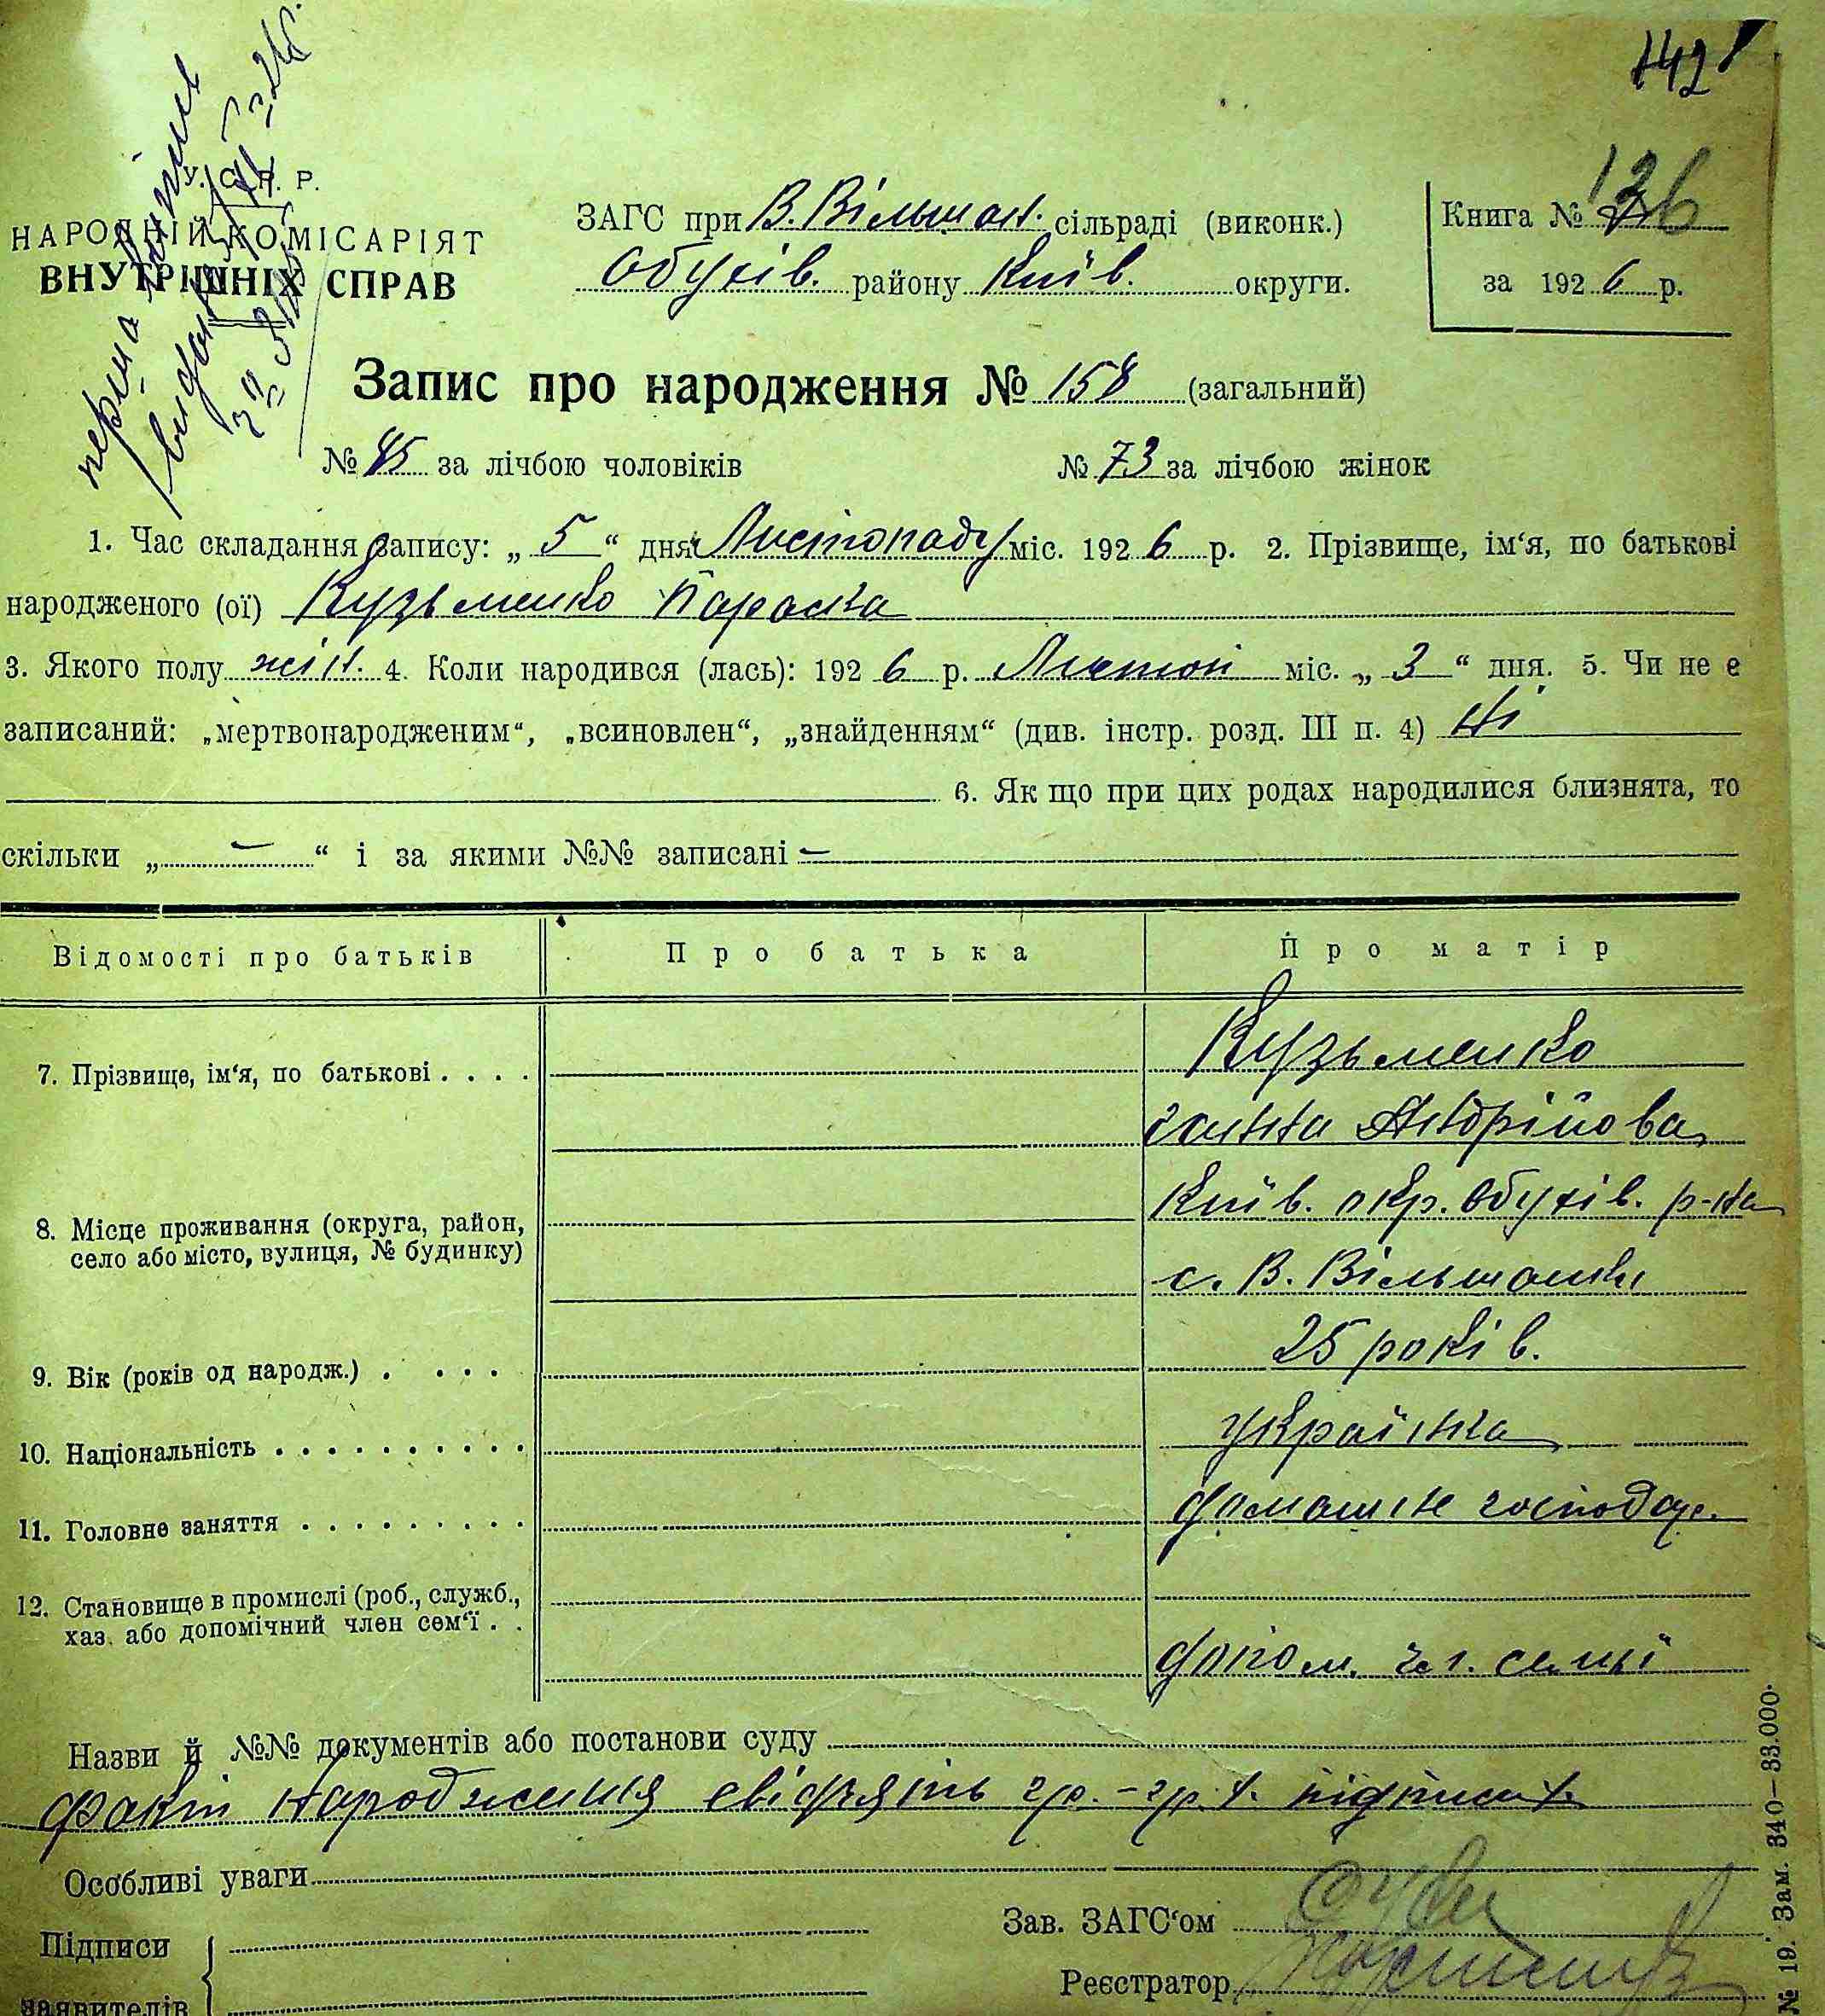 142
У. С. Р. Р.
НАРОДНІЙ КОМІСАРІЯТ
ВНУТРІШНІХ СПРАВ
ЗАГС при В. Вільшан. сільраді (виконк.)
Обухів. району Київ. округи.
Книга №
за 1926 р.
Запис про народження № 158 (загальний)
№ 85 за лічбою чоловіків № 73 за лічбою жінок
1. Час складання запису: „ 5 “ дня Листопаду міс. 1926 р. 2. Прізвище, ім‘я, по батькові
народженого (ої) Кузьменко Параска
3. Якого полу жін. 4. Коли народився (лась): 1926 р. Листоп міс. „ 3 “ дня. 5. Чи не є
записаний: „мертвонародженим“, „всиновлен“, „знайденням“ (див. інстр. розд. III п. 4) Ні
6. Як що при цих родах народилися близнята, то
скільки „ — “ і за якими №№ записані —
Відомості про батьків Про батька Про матір
7. Прізвище, ім‘я, по батькові . . . . Кузьменко
Ганна Андрійова
8. Місце проживання (округа, район, Київ. окр. Обухів. р-на
село або місто, вулиця, № будинку) с. В. Вільшанки
9. Вік (років од народж.) . . . . 25 років.
10. Національність . . . . . . . . . . українка
11. Головне заняття . . . . . . . . . домашнє господар.
12. Становище в промислі (роб., служб.,
хаз. або допомічний член сем‘ї . . допом. чл. семьї
Назви й №№ документів або постанови суду
факт народження свідчать гр.-гр. н. підписан.
Особливі уваги
Зав. ЗАГС‘ом
Підписи
Реєстратор
заявителів
№ 19. Зам. 340—33.000.